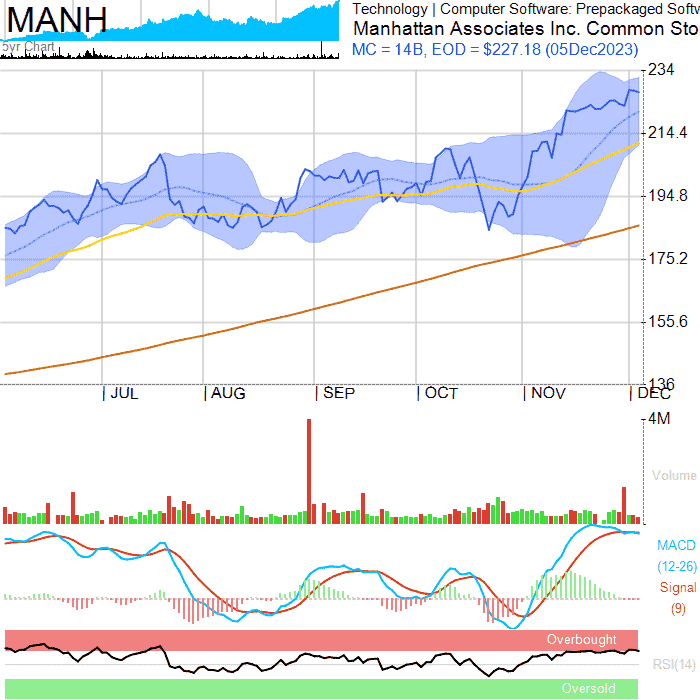 MANH
5yr Chart
Technology | Computer Software: Prepackaged Softw
Manhattan Associates Inc. Common Sto
MC = 14B, EOD = $227.18 (05Dec2023)
234
214.4
194.8
175.2
155.6
136
JUL AUG SEP OCT NOV DEC
4M
Volume
MACD
(12-26)
Signal
(9)
Overbought
RSI(14)
Oversold